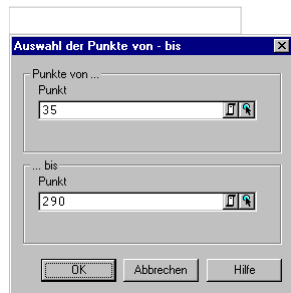 Auswahl der Punkte von - bis
Punkte von ...
Punkt
35
... bis
Punkt
290
OK Abbrechen Hilfe